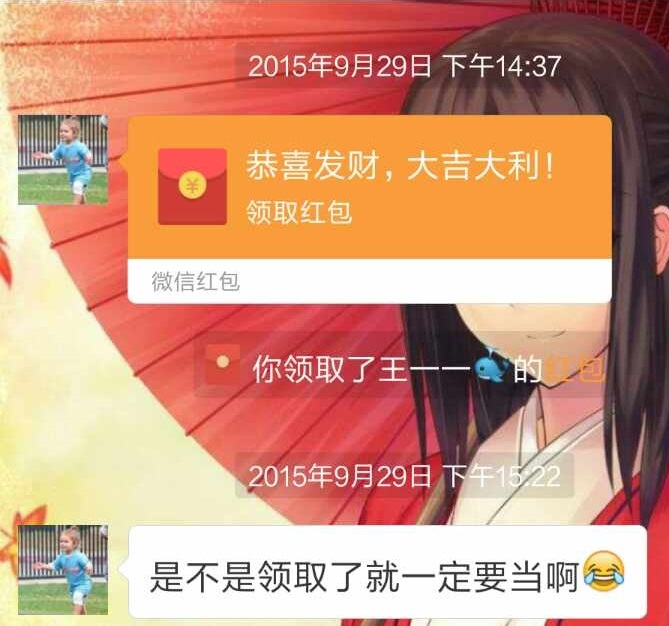 2015年9月29日 下午14:37
恭喜发财，大吉大利！
领取红包
微信红包
你领取了王一一🐳的红包
2015年9月29日 下午15:22
是不是领取了就一定要当啊😂